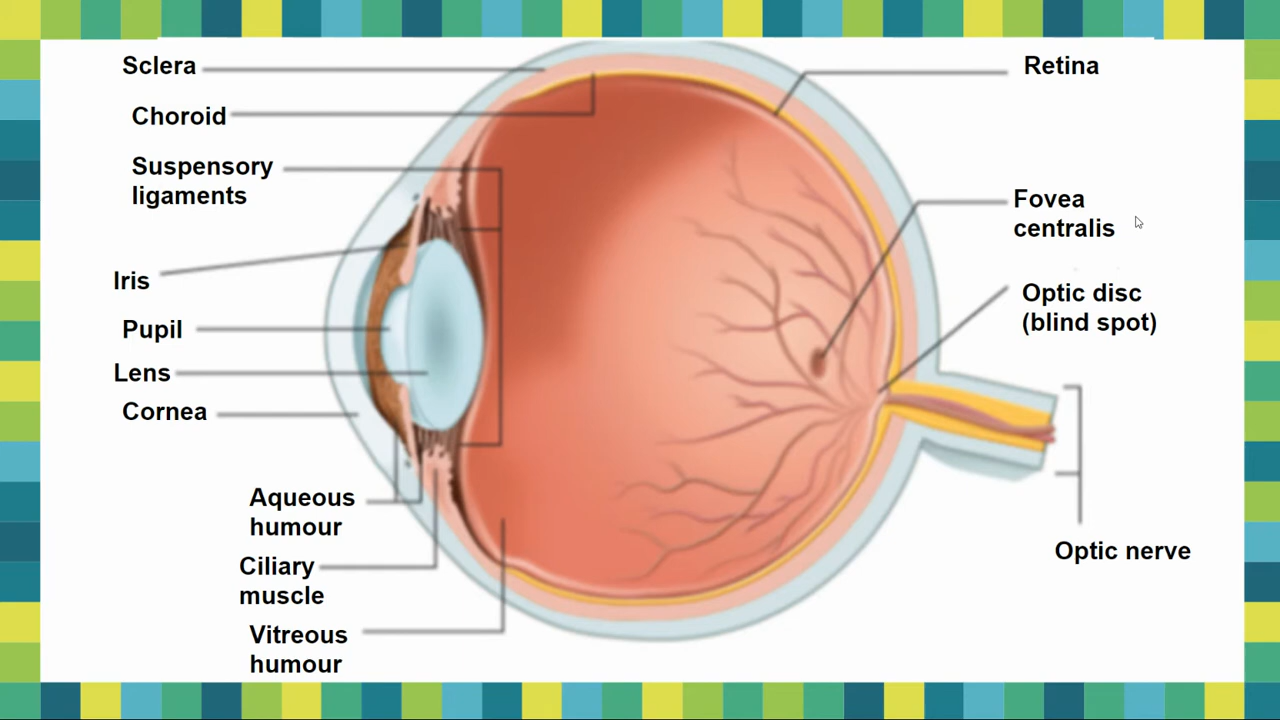 Sclera
Choroid
Suspensory
ligaments
Iris
Pupil
Lens
Cornea
Aqueous
humour
Ciliary
muscle
Vitreous
humour
Retina
Fovea
centralis
Optic disc
(blind spot)
Optic nerve